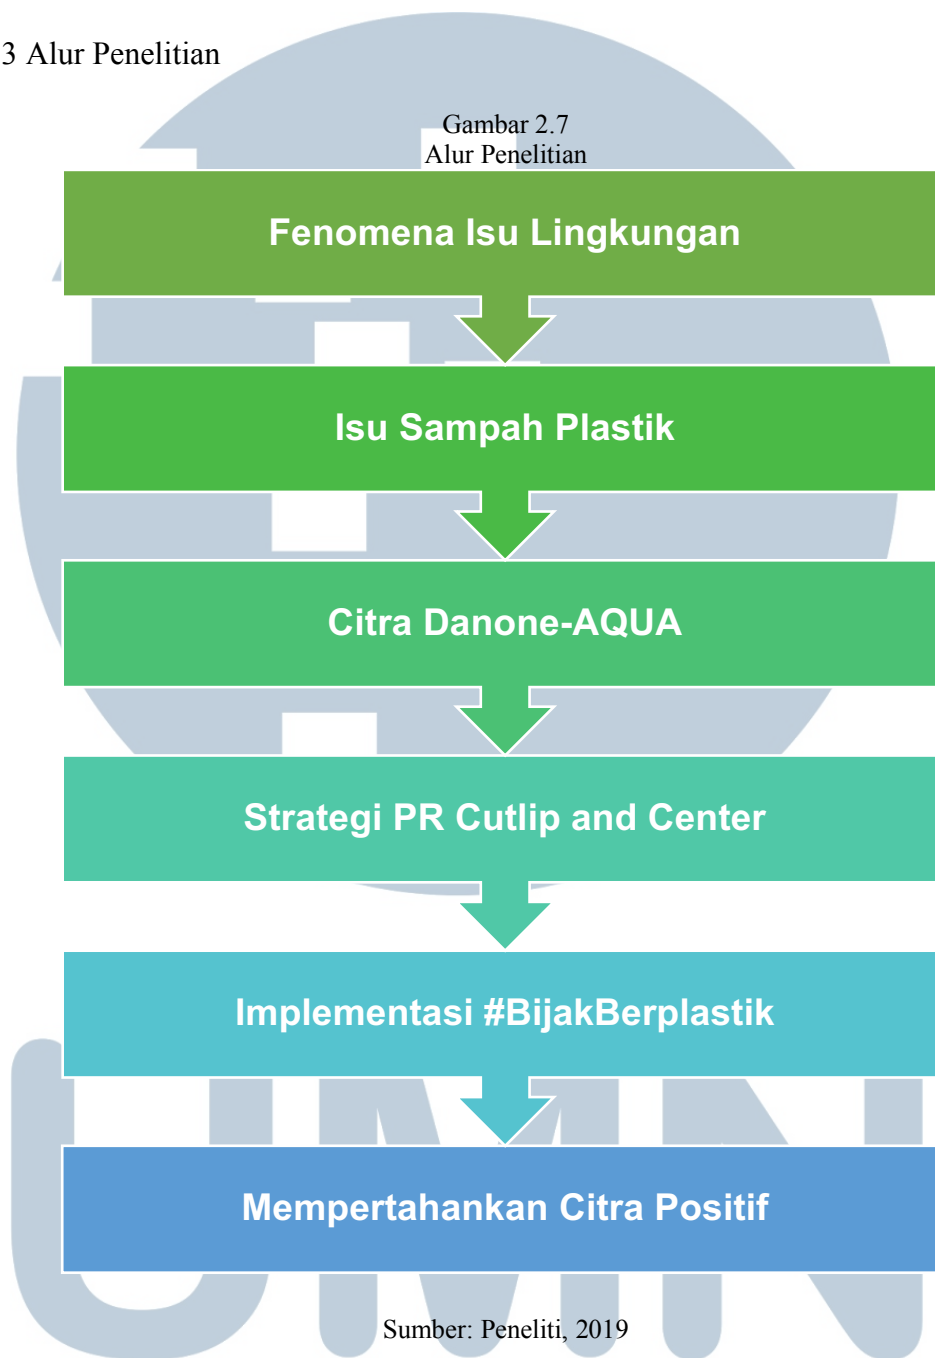 3 Alur Penelitian
Gambar 2.7
Alur Penelitian
Fenomena Isu Lingkungan
Isu Sampah Plastik
Citra Danone-AQUA
Strategi PR Cutlip and Center
Implementasi #BijakBerplastik
Mempertahankan Citra Positif
UMN
Sumber: Peneliti, 2019